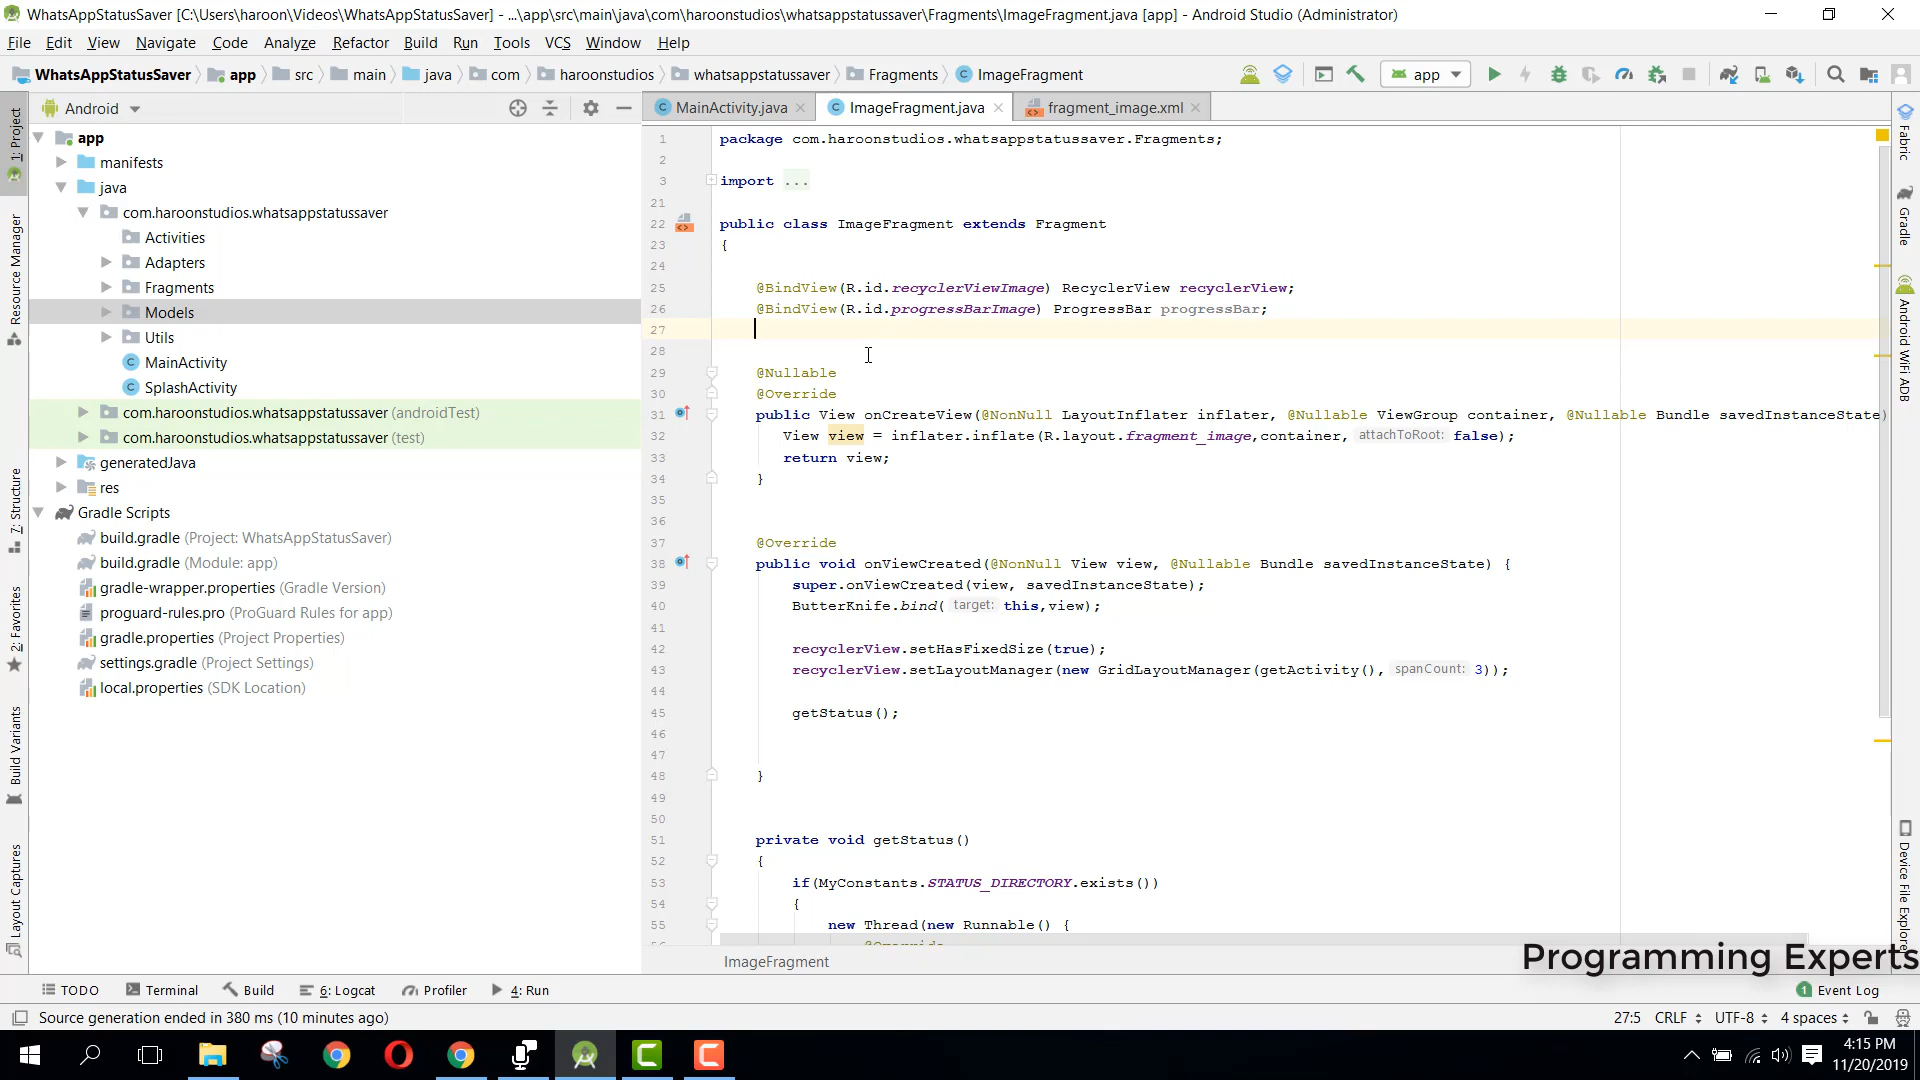 WhatsAppStatusSaver [C:\Users\haroon\Videos\WhatsAppStatusSaver] - ...\app\src\main\java\com\haroonstudios\whatsappstatussaver\Fragments\ImageFragment.java [app] - Android Studio (Administrator)
File Edit View Navigate Code Analyze Refactor Build Run Tools VCS Window Help
WhatsAppStatusSaver app src main java com haroonstudios whatsappstatussaver Fragments ImageFragment app
Android
MainActivity.java ImageFragment.java fragment_image.xml
1: Project
Resource Manager
7: Structure
2: Favorites
Build Variants
Layout Captures
app
manifests
java
com.haroonstudios.whatsappstatussaver
Activities
Adapters
Fragments
Models
Utils
MainActivity
SplashActivity
com.haroonstudios.whatsappstatussaver (androidTest)
com.haroonstudios.whatsappstatussaver (test)
generatedJava
res
Gradle Scripts
build.gradle (Project: WhatsAppStatusSaver)
build.gradle (Module: app)
gradle-wrapper.properties (Gradle Version)
proguard-rules.pro (ProGuard Rules for app)
gradle.properties (Project Properties)
settings.gradle (Project Settings)
local.properties (SDK Location)
1 package com.haroonstudios.whatsappstatussaver.Fragments;
2
3 import ...
21
22 public class ImageFragment extends Fragment
23 {
24
25 @BindView(R.id.recyclerViewImage) RecyclerView recyclerView;
26 @BindView(R.id.progressBarImage) ProgressBar progressBar;
27
28
29 @Nullable
30 @Override
31 public View onCreateView(@NonNull LayoutInflater inflater, @Nullable ViewGroup container, @Nullable Bundle savedInstanceState)
32 View view = inflater.inflate(R.layout.fragment_image,container, attachToRoot: false);
33 return view;
34 }
35
36
37 @Override
38 public void onViewCreated(@NonNull View view, @Nullable Bundle savedInstanceState) {
39 super.onViewCreated(view, savedInstanceState);
40 ButterKnife.bind( target: this,view);
41
42 recyclerView.setHasFixedSize(true);
43 recyclerView.setLayoutManager(new GridLayoutManager(getActivity(), spanCount: 3));
44
45 getStatus();
46
47
48 }
49
50
51 private void getStatus()
52 {
53 if(MyConstants.STATUS_DIRECTORY.exists())
54 {
55 new Thread(new Runnable() {
ImageFragment
Fabric
Gradle
Android WiFi ADB
Device File Explorer
Programming Experts
TODO Terminal Build 6: Logcat Profiler 4: Run 1 Event Log
Source generation ended in 380 ms (10 minutes ago) 27:5 CRLF UTF-8 4 spaces
4:15 PM
11/20/2019